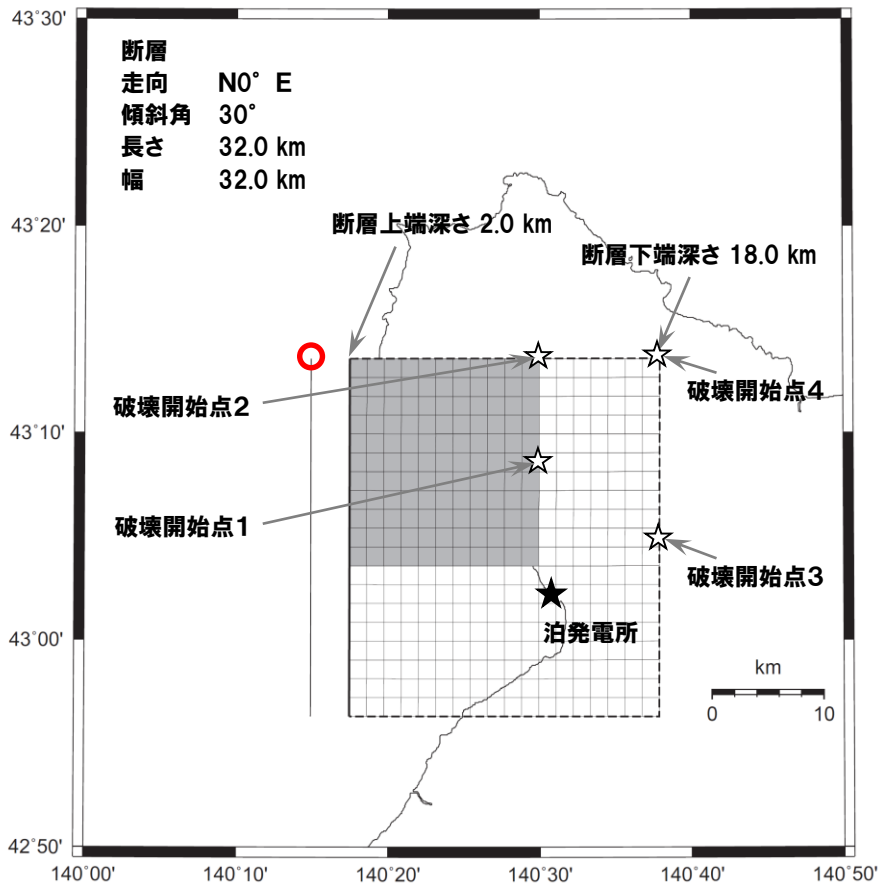 43°30'
断層
走向 N0° E
傾斜角 30°
長さ 32.0 km
幅 32.0 km
43°20'
断層上端深さ 2.0 km
断層下端深さ 18.0 km
破壊開始点2
破壊開始点4
43°10'
破壊開始点1
破壊開始点3
泊発電所
43°00'
km
0 10
42°50'
140°00' 140°10' 140°20' 140°30' 140°40' 140°50'